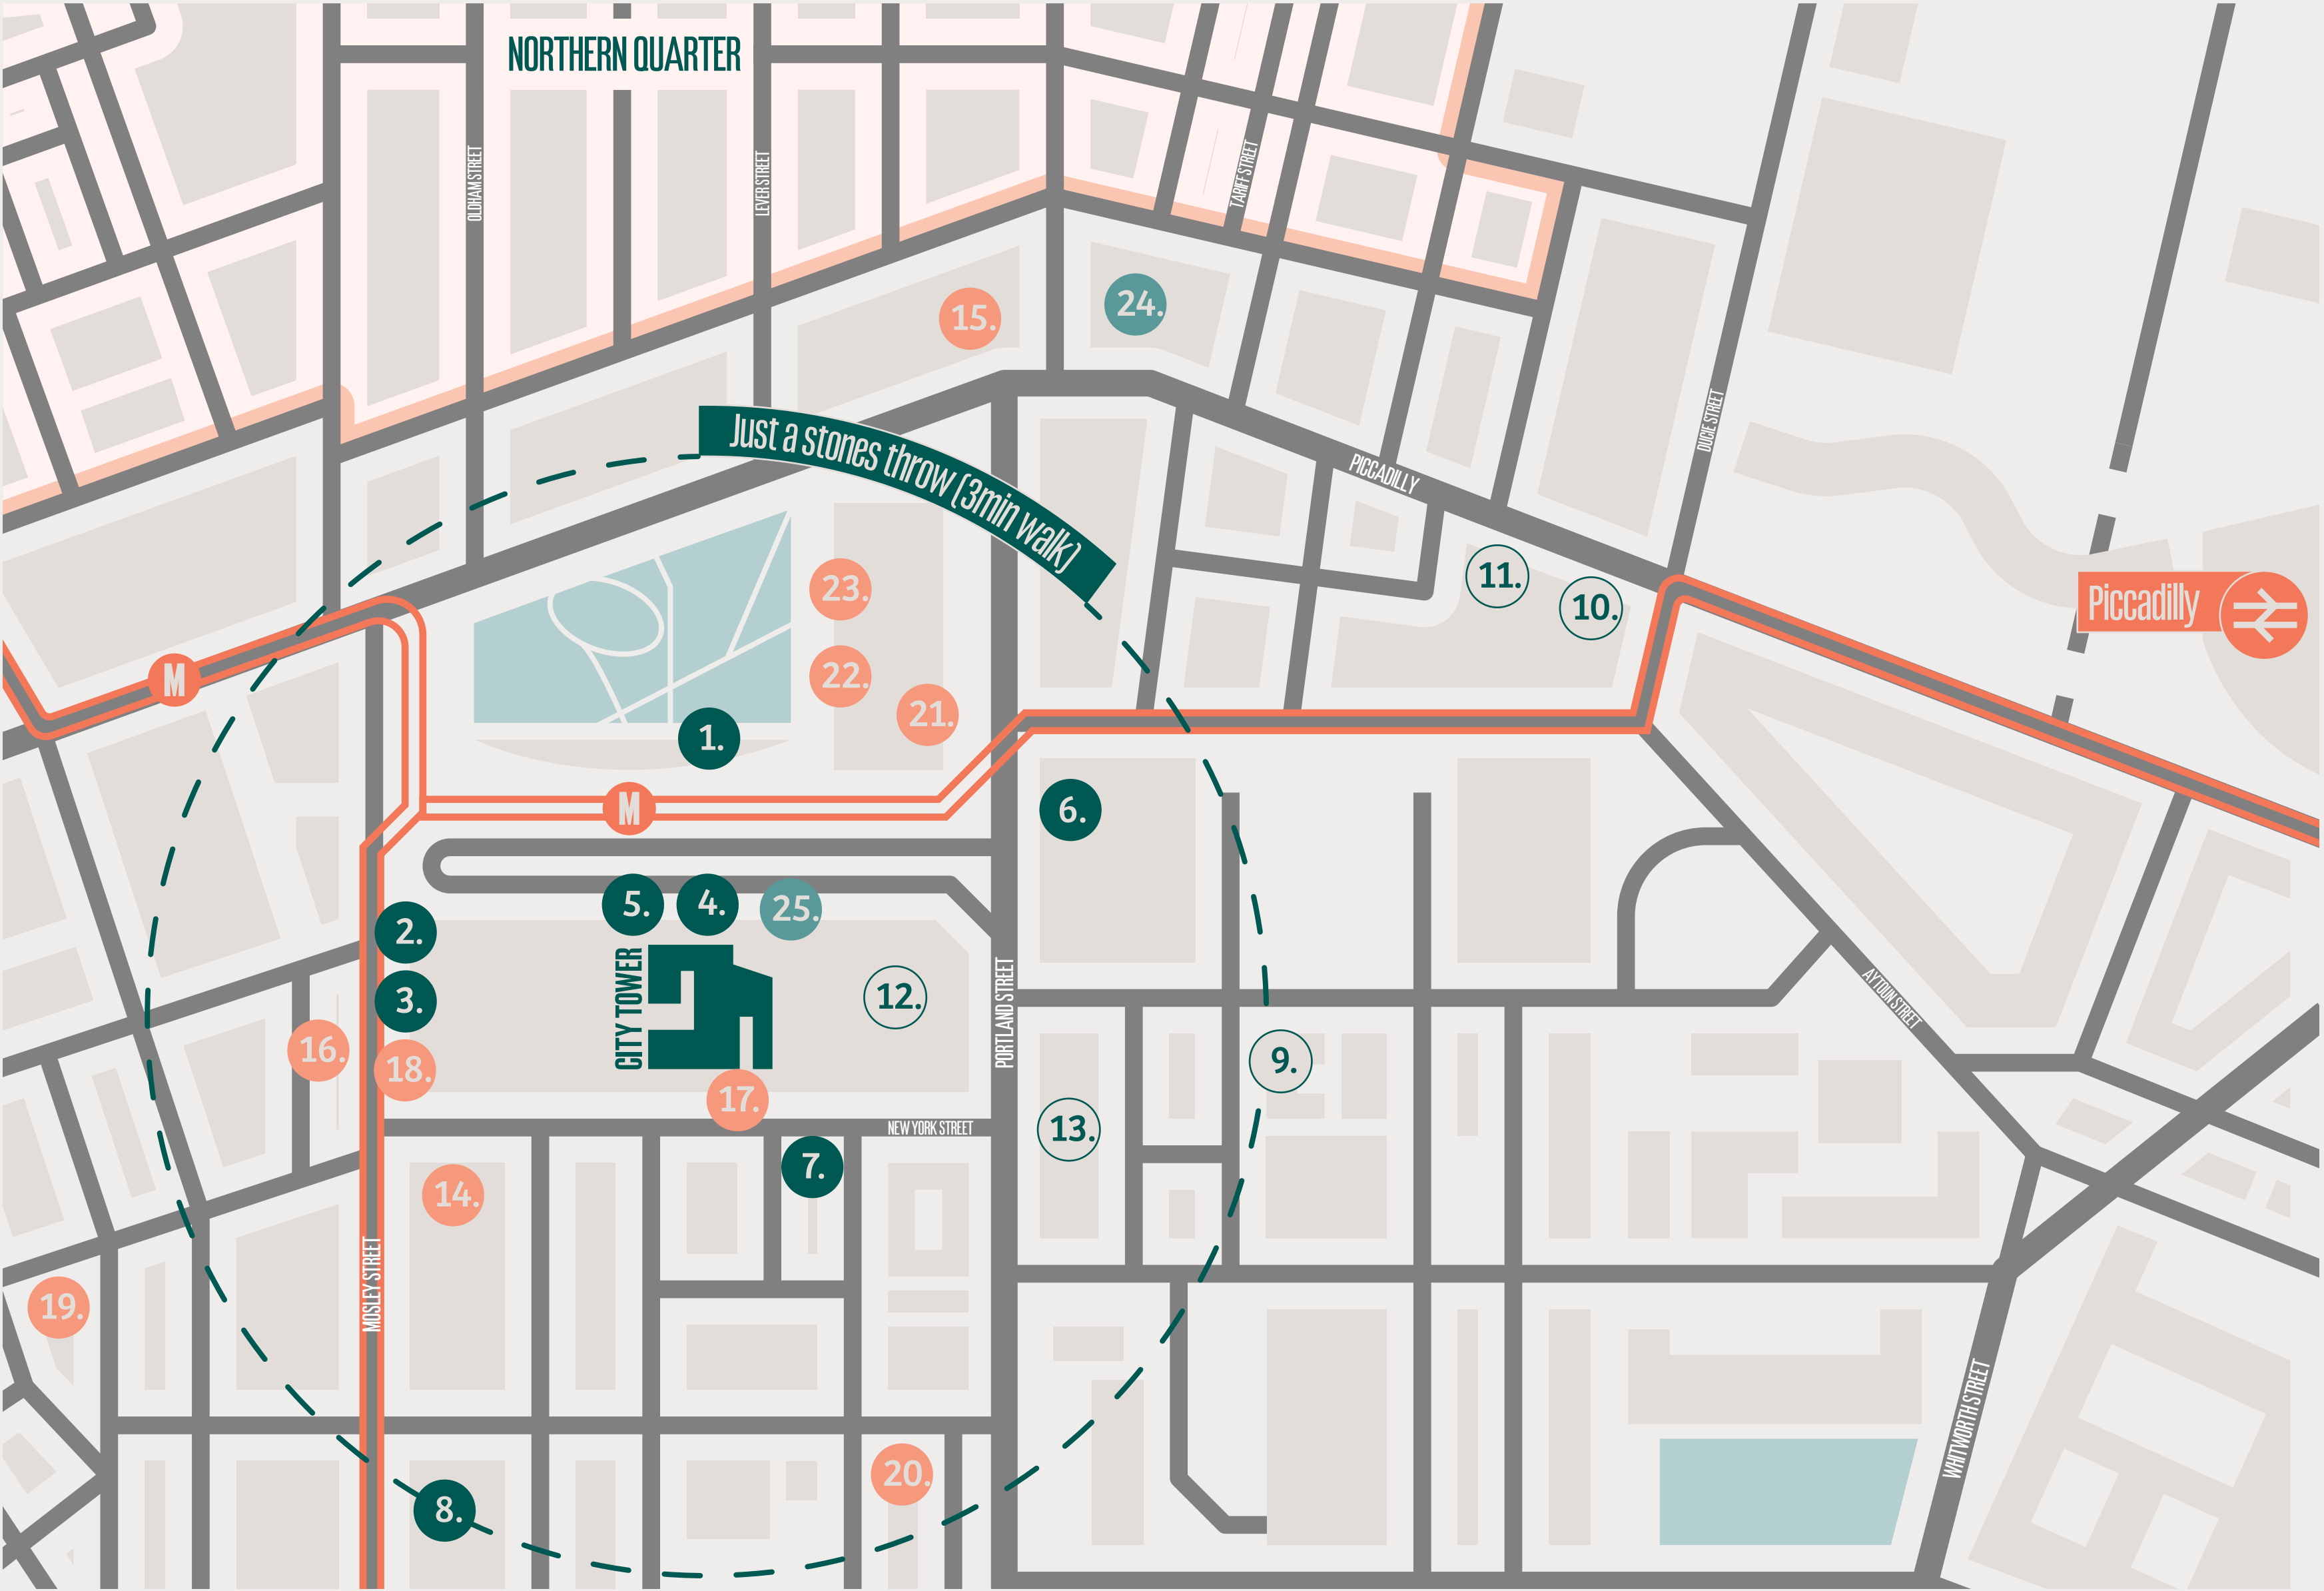 NORTHERN QUARTER
OLDHAM STREET
LEVER STREET
TARIFF STREET
15.
24.
DUCIE STREET
Just a stones throw (3min walk)
PICCADILLY
23.
11.
10.
Piccadilly
M
22.
21.
1.
M
6.
5.
4.
25.
2.
3.
CITY TOWER
12.
PORTLAND STREET
AYTOUN STREET
16.
18.
9.
17.
NEW YORK STREET
13.
7.
14.
MOSLEY STREET
19.
WHITWORTH STREET
20.
8.